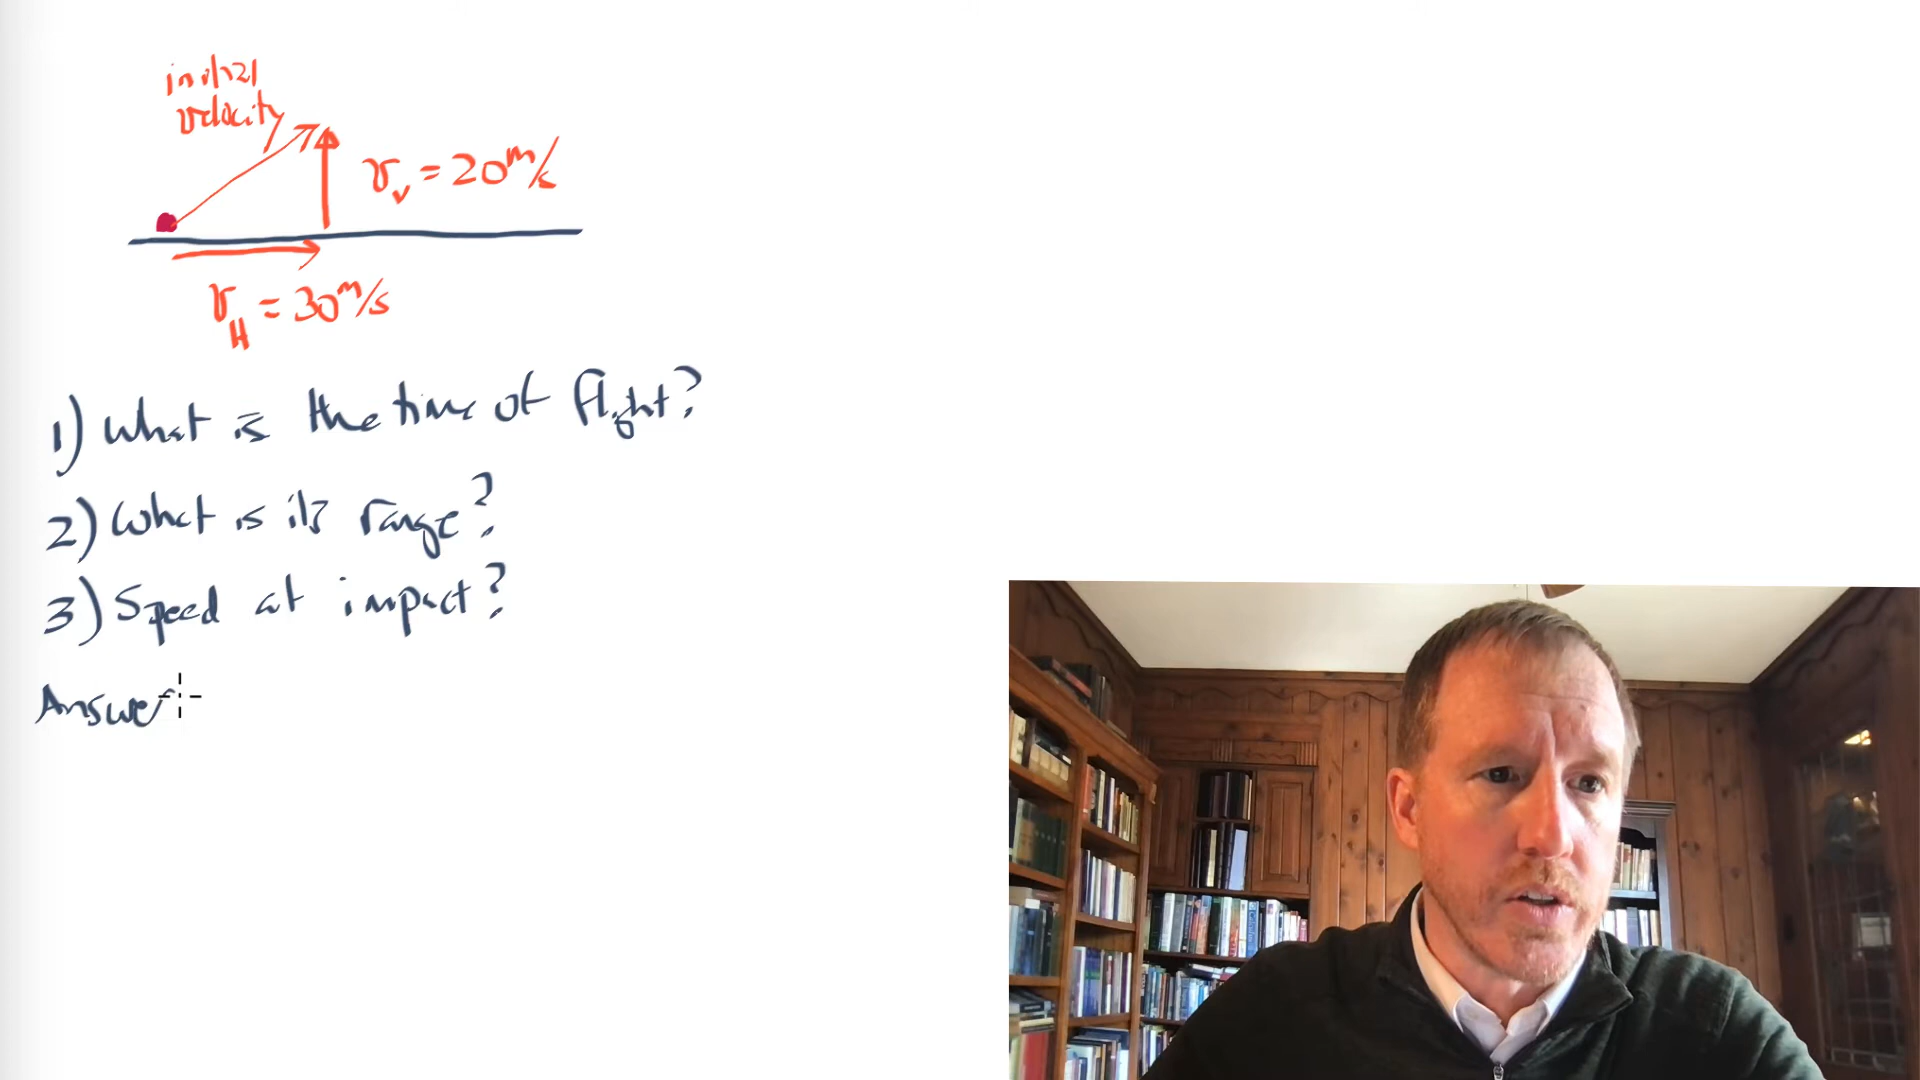 initial
velocity
v_v = 20 m/s
v_H = 30 m/s
1) What is the time of flight?
2) What is its range?
3) Speed at impact?
Answer